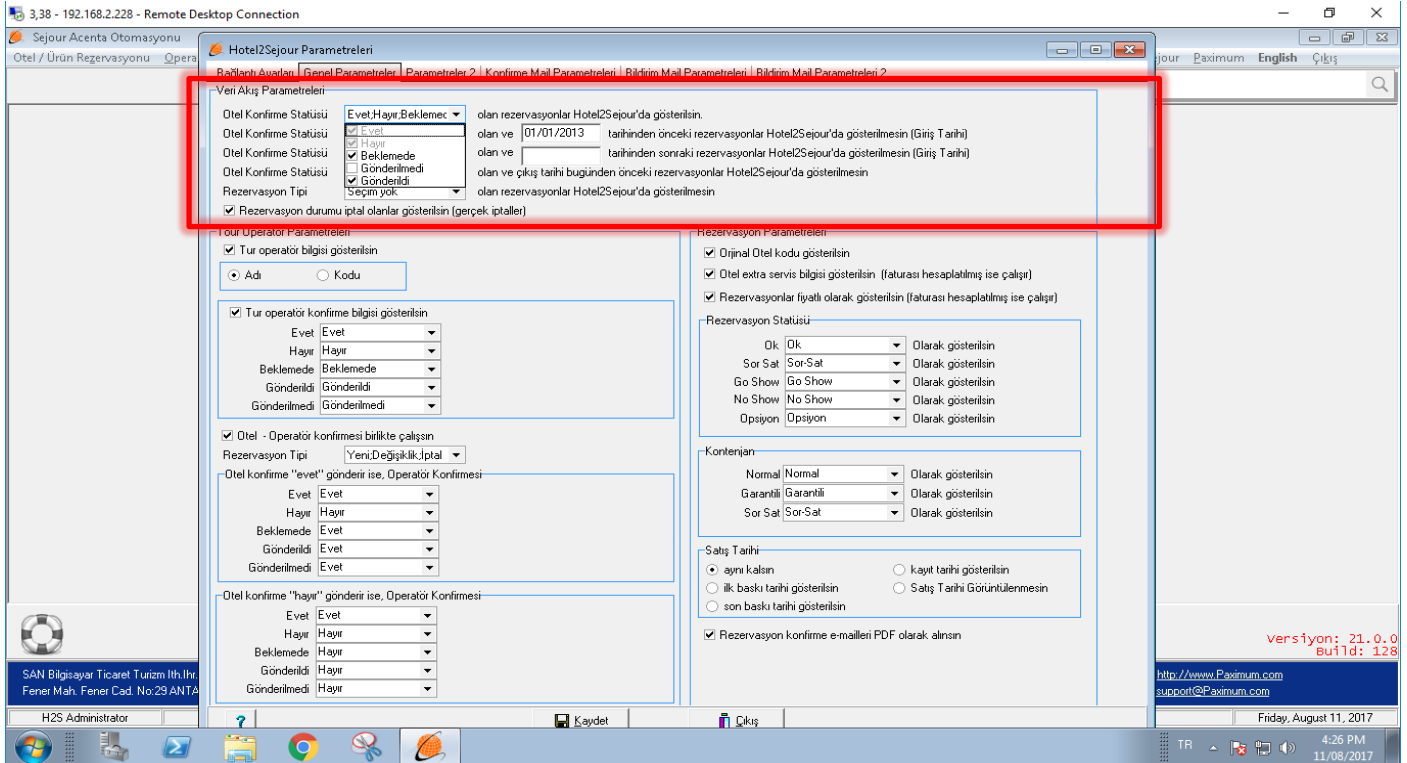 3,38 - 192.168.2.228 - Remote Desktop Connection
Sejour Acenta Otomasyonu
Otel / Ürün Rezervasyonu Opera
ejour Paximum English Çıkış
Hotel2Sejour Parametreleri
Bağlantı Ayarları Genel Parametreler Parametreler 2 Konfirme Mail Parametreleri Bildirim Mail Parametreleri Bildirim Mail Parametreleri 2
Veri Akış Parametreleri
Otel Konfirme Statüsü Evet;Hayır;Beklemec olan rezervasyonlar Hotel2Sejour'da gösterilsin.
Otel Konfirme Statüsü olan ve 01/01/2013 tarihinden önceki rezervasyonlar Hotel2Sejour'da gösterilmesin (Giriş Tarihi)
Otel Konfirme Statüsü olan ve tarihinden sonraki rezervasyonlar Hotel2Sejour'da gösterilmesin (Giriş Tarihi)
Otel Konfirme Statüsü olan ve çıkış tarihi bugünden önceki rezervasyonlar Hotel2Sejour'da gösterilmesin
Evet
Hayır
Beklemede
Gönderilmedi
Gönderildi
Rezervasyon Tipi Seçim yok olan rezervasyonlar Hotel2Sejour'da gösterilmesin
Rezervasyon durumu iptal olanlar gösterilsin (gerçek iptaller)
Tour Operatör Parametreleri
Tur operatör bilgisi gösterilsin
Adı Kodu
Tur operatör konfirme bilgisi gösterilsin
Evet Evet
Hayır Hayır
Beklemede Beklemede
Gönderildi Gönderildi
Gönderilmedi Gönderilmedi
Otel - Operatör konfirmesi birlikte çalışsın
Rezervasyon Tipi Yeni;Değişiklik;İptal
Otel konfirme "evet" gönderir ise, Operatör Konfirmesi
Evet Evet
Hayır Hayır
Beklemede Evet
Gönderildi Evet
Gönderilmedi Evet
Otel konfirme "hayır" gönderir ise, Operatör Konfirmesi
Evet Evet
Hayır Hayır
Beklemede Hayır
Gönderildi Hayır
Gönderilmedi Hayır
Rezervasyon Parametreleri
Orjinal Otel kodu gösterilsin
Otel extra servis bilgisi gösterilsin (faturası hesaplatılmış ise çalışır)
Rezervasyonlar fiyatlı olarak gösterilsin (faturası hesaplatılmış ise çalışır)
Rezervasyon Statüsü
Ok Ok Olarak gösterilsin
Sor Sat Sor-Sat Olarak gösterilsin
Go Show Go Show Olarak gösterilsin
No Show No Show Olarak gösterilsin
Opsiyon Opsiyon Olarak gösterilsin
Kontenjan
Normal Normal Olarak gösterilsin
Garantili Garantili Olarak gösterilsin
Sor Sat Sor-Sat Olarak gösterilsin
Satış Tarihi
aynı kalsın kayıt tarihi gösterilsin
ilk baskı tarihi gösterilsin Satış Tarihi Görüntülenmesin
son baskı tarihi gösterilsin
Rezervasyon konfirme e-mailleri PDF olarak alınsın
Kaydet Çıkış
Versiyon: 21.0.0
Build: 128
SAN Bilgisayar Ticaret Turizm Ith.Ihr.
Fener Mah. Fener Cad. No:29 ANTA
http://www.Paximum.com
support@Paximum.com
H2S Administrator
Friday, August 11, 2017
TR
4:26 PM
11/08/2017